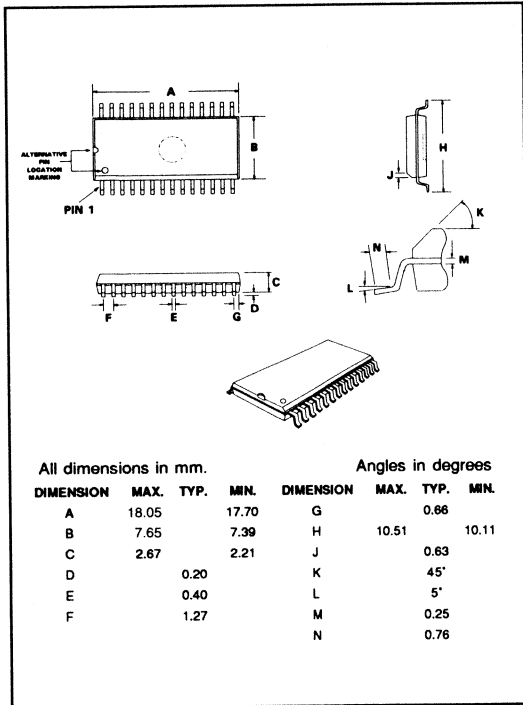 A
B
ALTERNATIVE
PIN
LOCATION
MARKING
PIN 1
H
J
K
N
M
L
C
D
F
E
G
All dimensions in mm.
Angles in degrees
DIMENSION MAX. TYP. MIN. DIMENSION MAX. TYP. MIN.
A 18.05 17.70 G 0.66
B 7.65 7.39 H 10.51 10.11
C 2.67 2.21 J 0.63
D 0.20 K 45°
E 0.40 L 5°
F 1.27 M 0.25
N 0.76